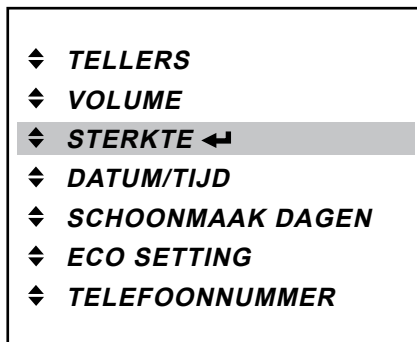 TELLERS
VOLUME
STERKTE
DATUM/TIJD
SCHOONMAAK DAGEN
ECO SETTING
TELEFOONNUMMER